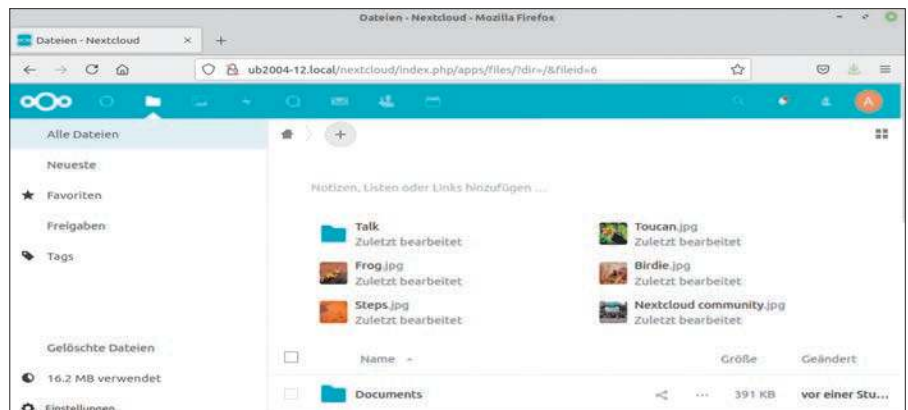 Dateien - Nextcloud - Mozilla Firefox
Dateien - Nextcloud
ub2004-12.local/nextcloud/index.php/apps/files/?dir=/&fileid=6
A
Alle Dateien
Neueste
Favoriten
Freigaben
Tags
Gelöschte Dateien
16.2 MB verwendet
Einstellungen
Notizen, Listen oder Links hinzufügen ...
Talk
Zuletzt bearbeitet
Toucan.jpg
Zuletzt bearbeitet
Frog.jpg
Zuletzt bearbeitet
Birdie.jpg
Zuletzt bearbeitet
Steps.jpg
Zuletzt bearbeitet
Nextcloud community.jpg
Zuletzt bearbeitet
Name Größe Geändert
Documents 391 KB vor einer Stu...